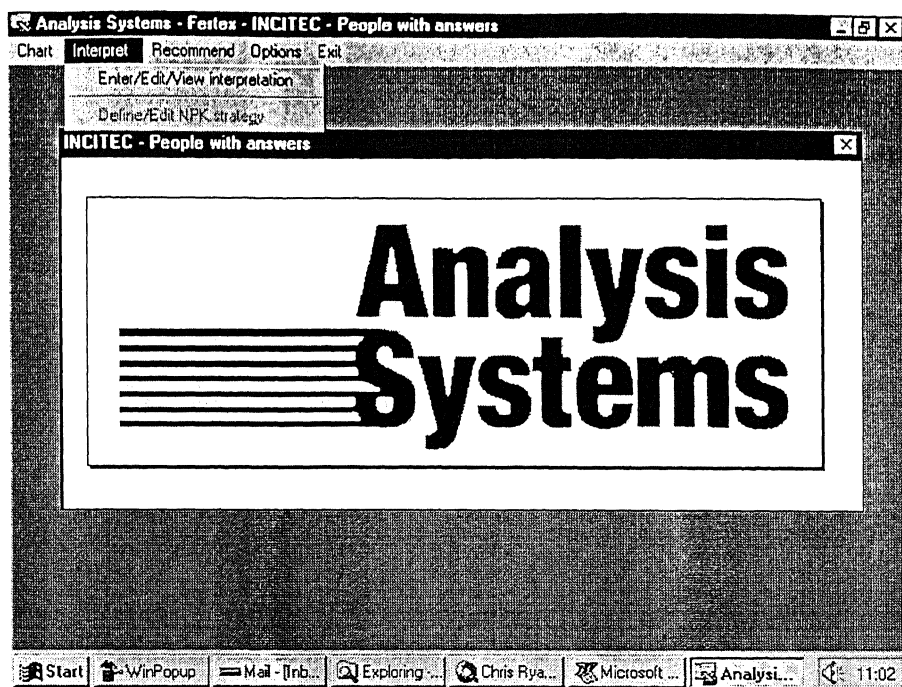 Analysis Systems - Fertex - INCITEC - People with answers
Chart Interpret Recommend Options Exit
Enter/Edit/View interpretation
Define/Edit NPK strategy
INCITEC - People with answers
Analysis
Systems
Start WinPopup Mail - [Inb... Exploring -... Chris Rya... Microsoft ... Analysi... 11:02